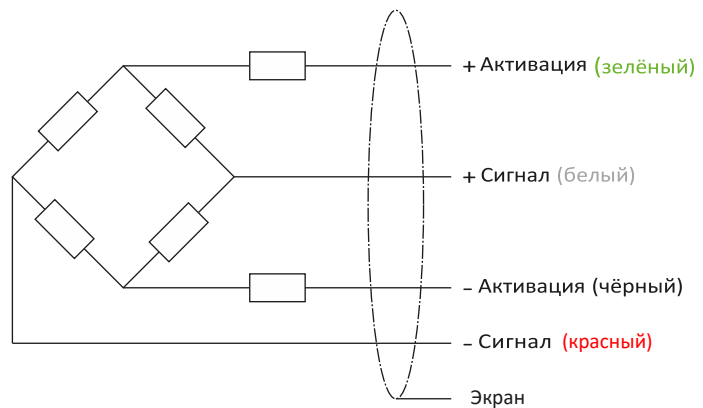 + Активация (зелёный)
+ Сигнал (белый)
- Активация (чёрный)
- Сигнал (красный)
Экран